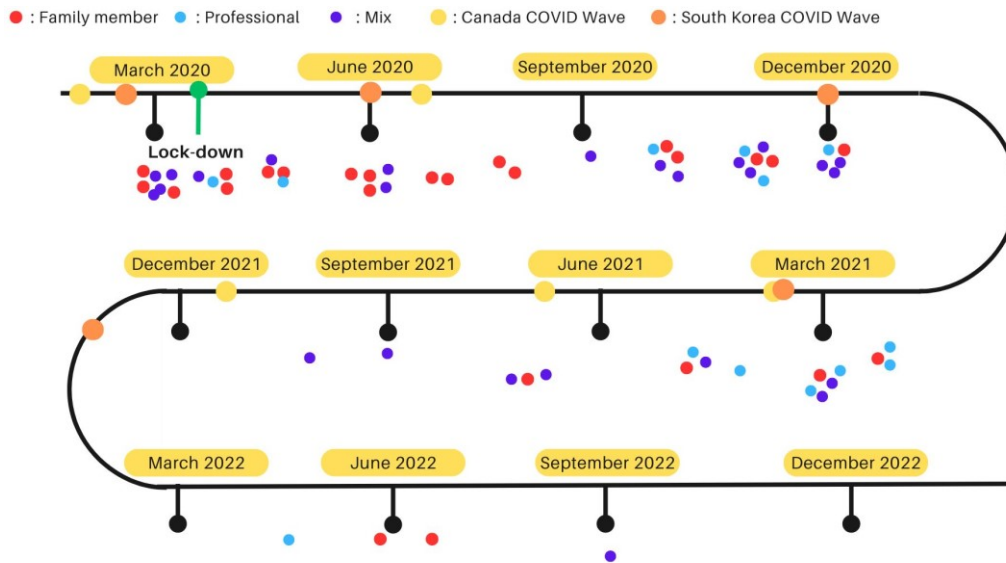 : Family member : Professional : Mix : Canada COVID Wave : South Korea COVID Wave
March 2020 June 2020 September 2020 December 2020
Lock-down
December 2021 September 2021 June 2021 March 2021
March 2022 June 2022 September 2022 December 2022